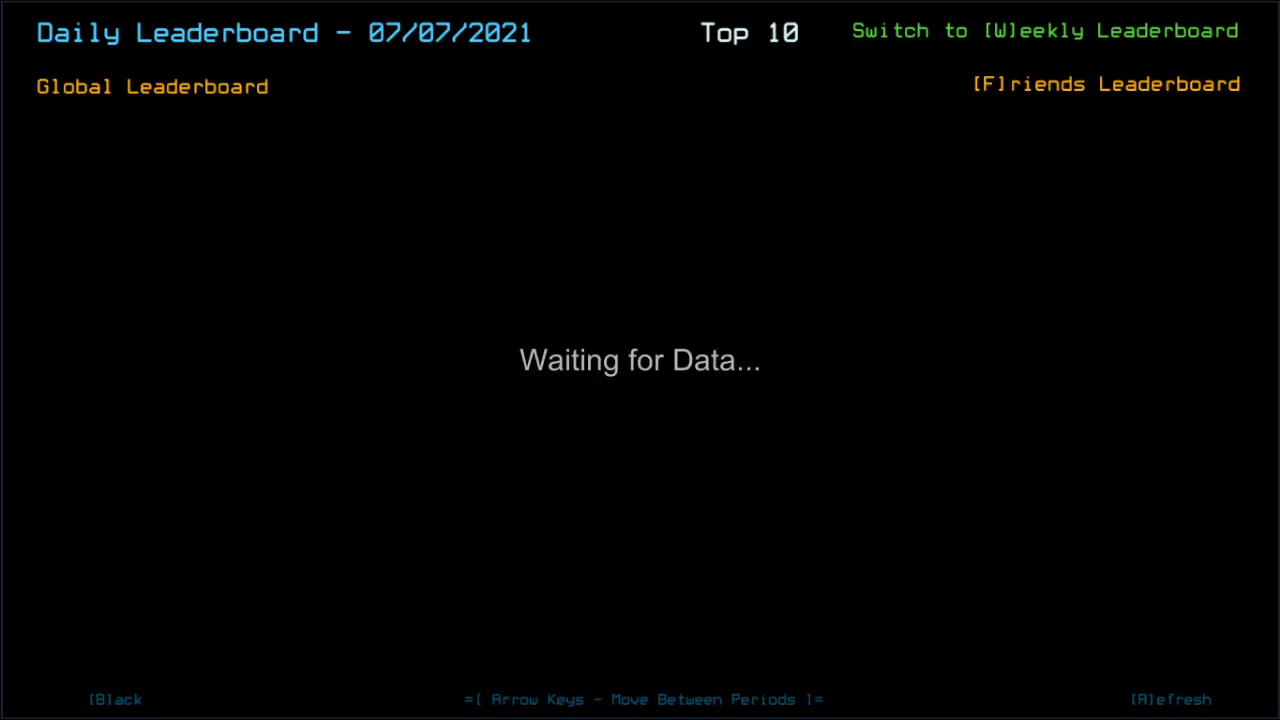 Daily Leaderboard - 07/07/2021
Top 10
Switch to [W]eekly Leaderboard
Global Leaderboard
[F]riends Leaderboard
Waiting for Data...
[B]ack
=[ Arrow Keys - Move Between Periods ]=
[R]efresh